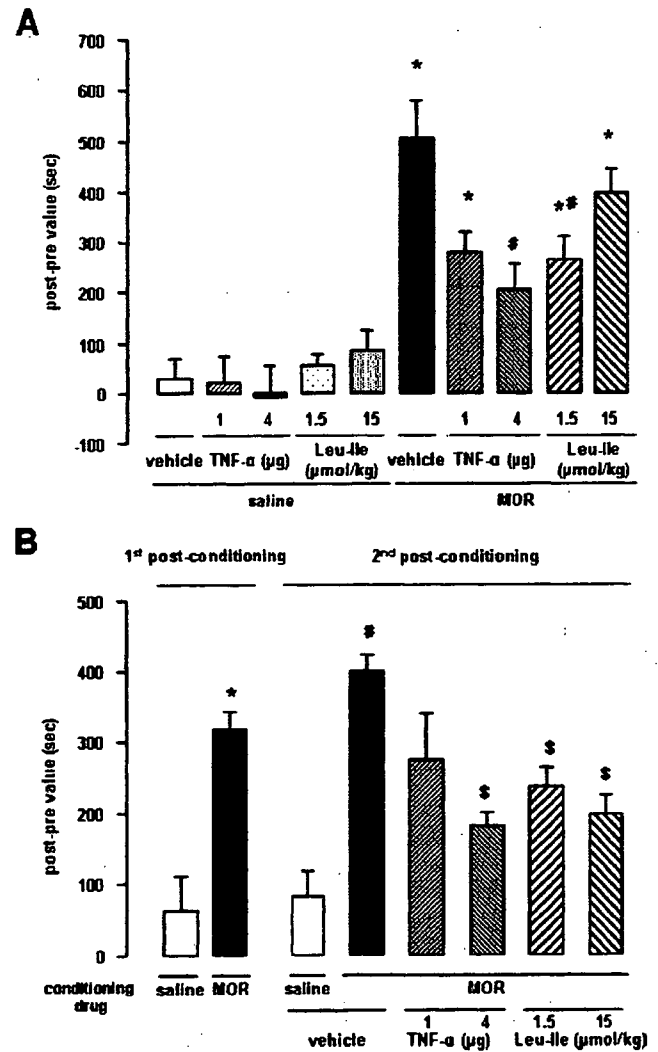 A
700
600
500
400
300
200
100
0
-100
post-pre value (sec)
*
*
#
*#
*
1 4 1.5 15 1 4 1.5 15
vehicle TNF-α (μg) Leu-Ile (μmol/kg) vehicle TNF-α (μg) Leu-Ile (μmol/kg)
saline MOR
B
1st post-conditioning 2nd post-conditioning
500
400
300
200
100
0
post-pre value (sec)
*
#
$
$
$
conditioning drug saline MOR saline MOR
1 4 1.5 15
vehicle TNF-α (μg) Leu-Ile (μmol/kg)